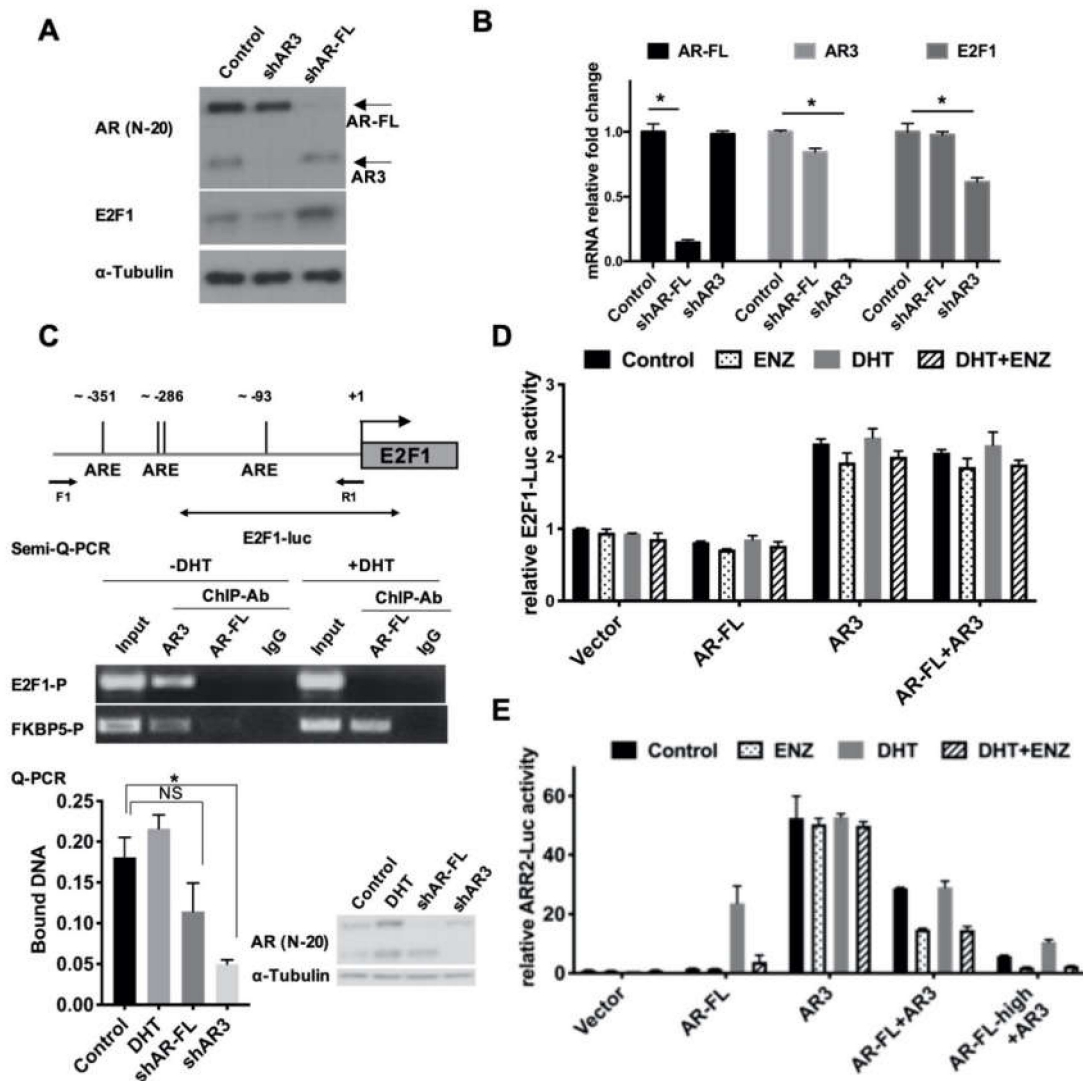 A
Control
shAR3
shAR-FL
AR (N-20)
AR-FL
AR3
E2F1
α-Tubulin
B
AR-FL AR3 E2F1
*
*
*
mRNA relative fold change
1.0
0.5
0.0
Control
shAR-FL
shAR3
Control
shAR-FL
shAR3
Control
shAR-FL
shAR3
C
~ -351 ~ -286 ~ -93 +1
E2F1
ARE ARE ARE
F1 R1
E2F1-luc
Semi-Q-PCR
-DHT +DHT
ChIP-Ab ChIP-Ab
Input
AR3
AR-FL
IgG
Input
AR-FL
IgG
E2F1-P
FKBP5-P
Q-PCR
*
NS
Bound DNA
0.25
0.20
0.15
0.10
0.05
0.00
Control
DHT
shAR-FL
shAR3
Control
DHT
shAR-FL
shAR3
AR (N-20)
α-Tubulin
D
Control ENZ DHT DHT+ENZ
relative E2F1-Luc activity
3
2
1
0
Vector
AR-FL
AR3
AR-FL+AR3
E
Control ENZ DHT DHT+ENZ
relative ARR2-Luc activity
60
40
20
0
Vector
AR-FL
AR3
AR-FL+AR3
AR-FL-high
+AR3